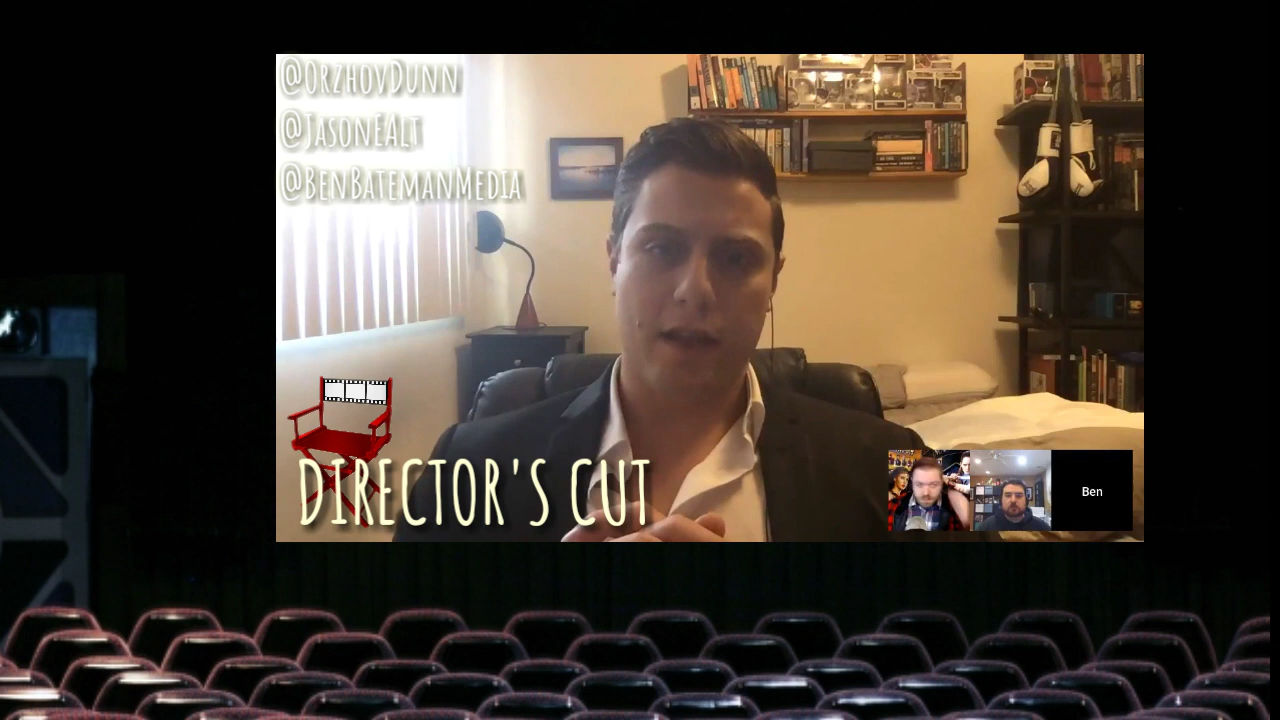 @OrzhovDunn
@JasonEAlt
@BenBatemanMedia
DIRECTOR'S CUT
Ben